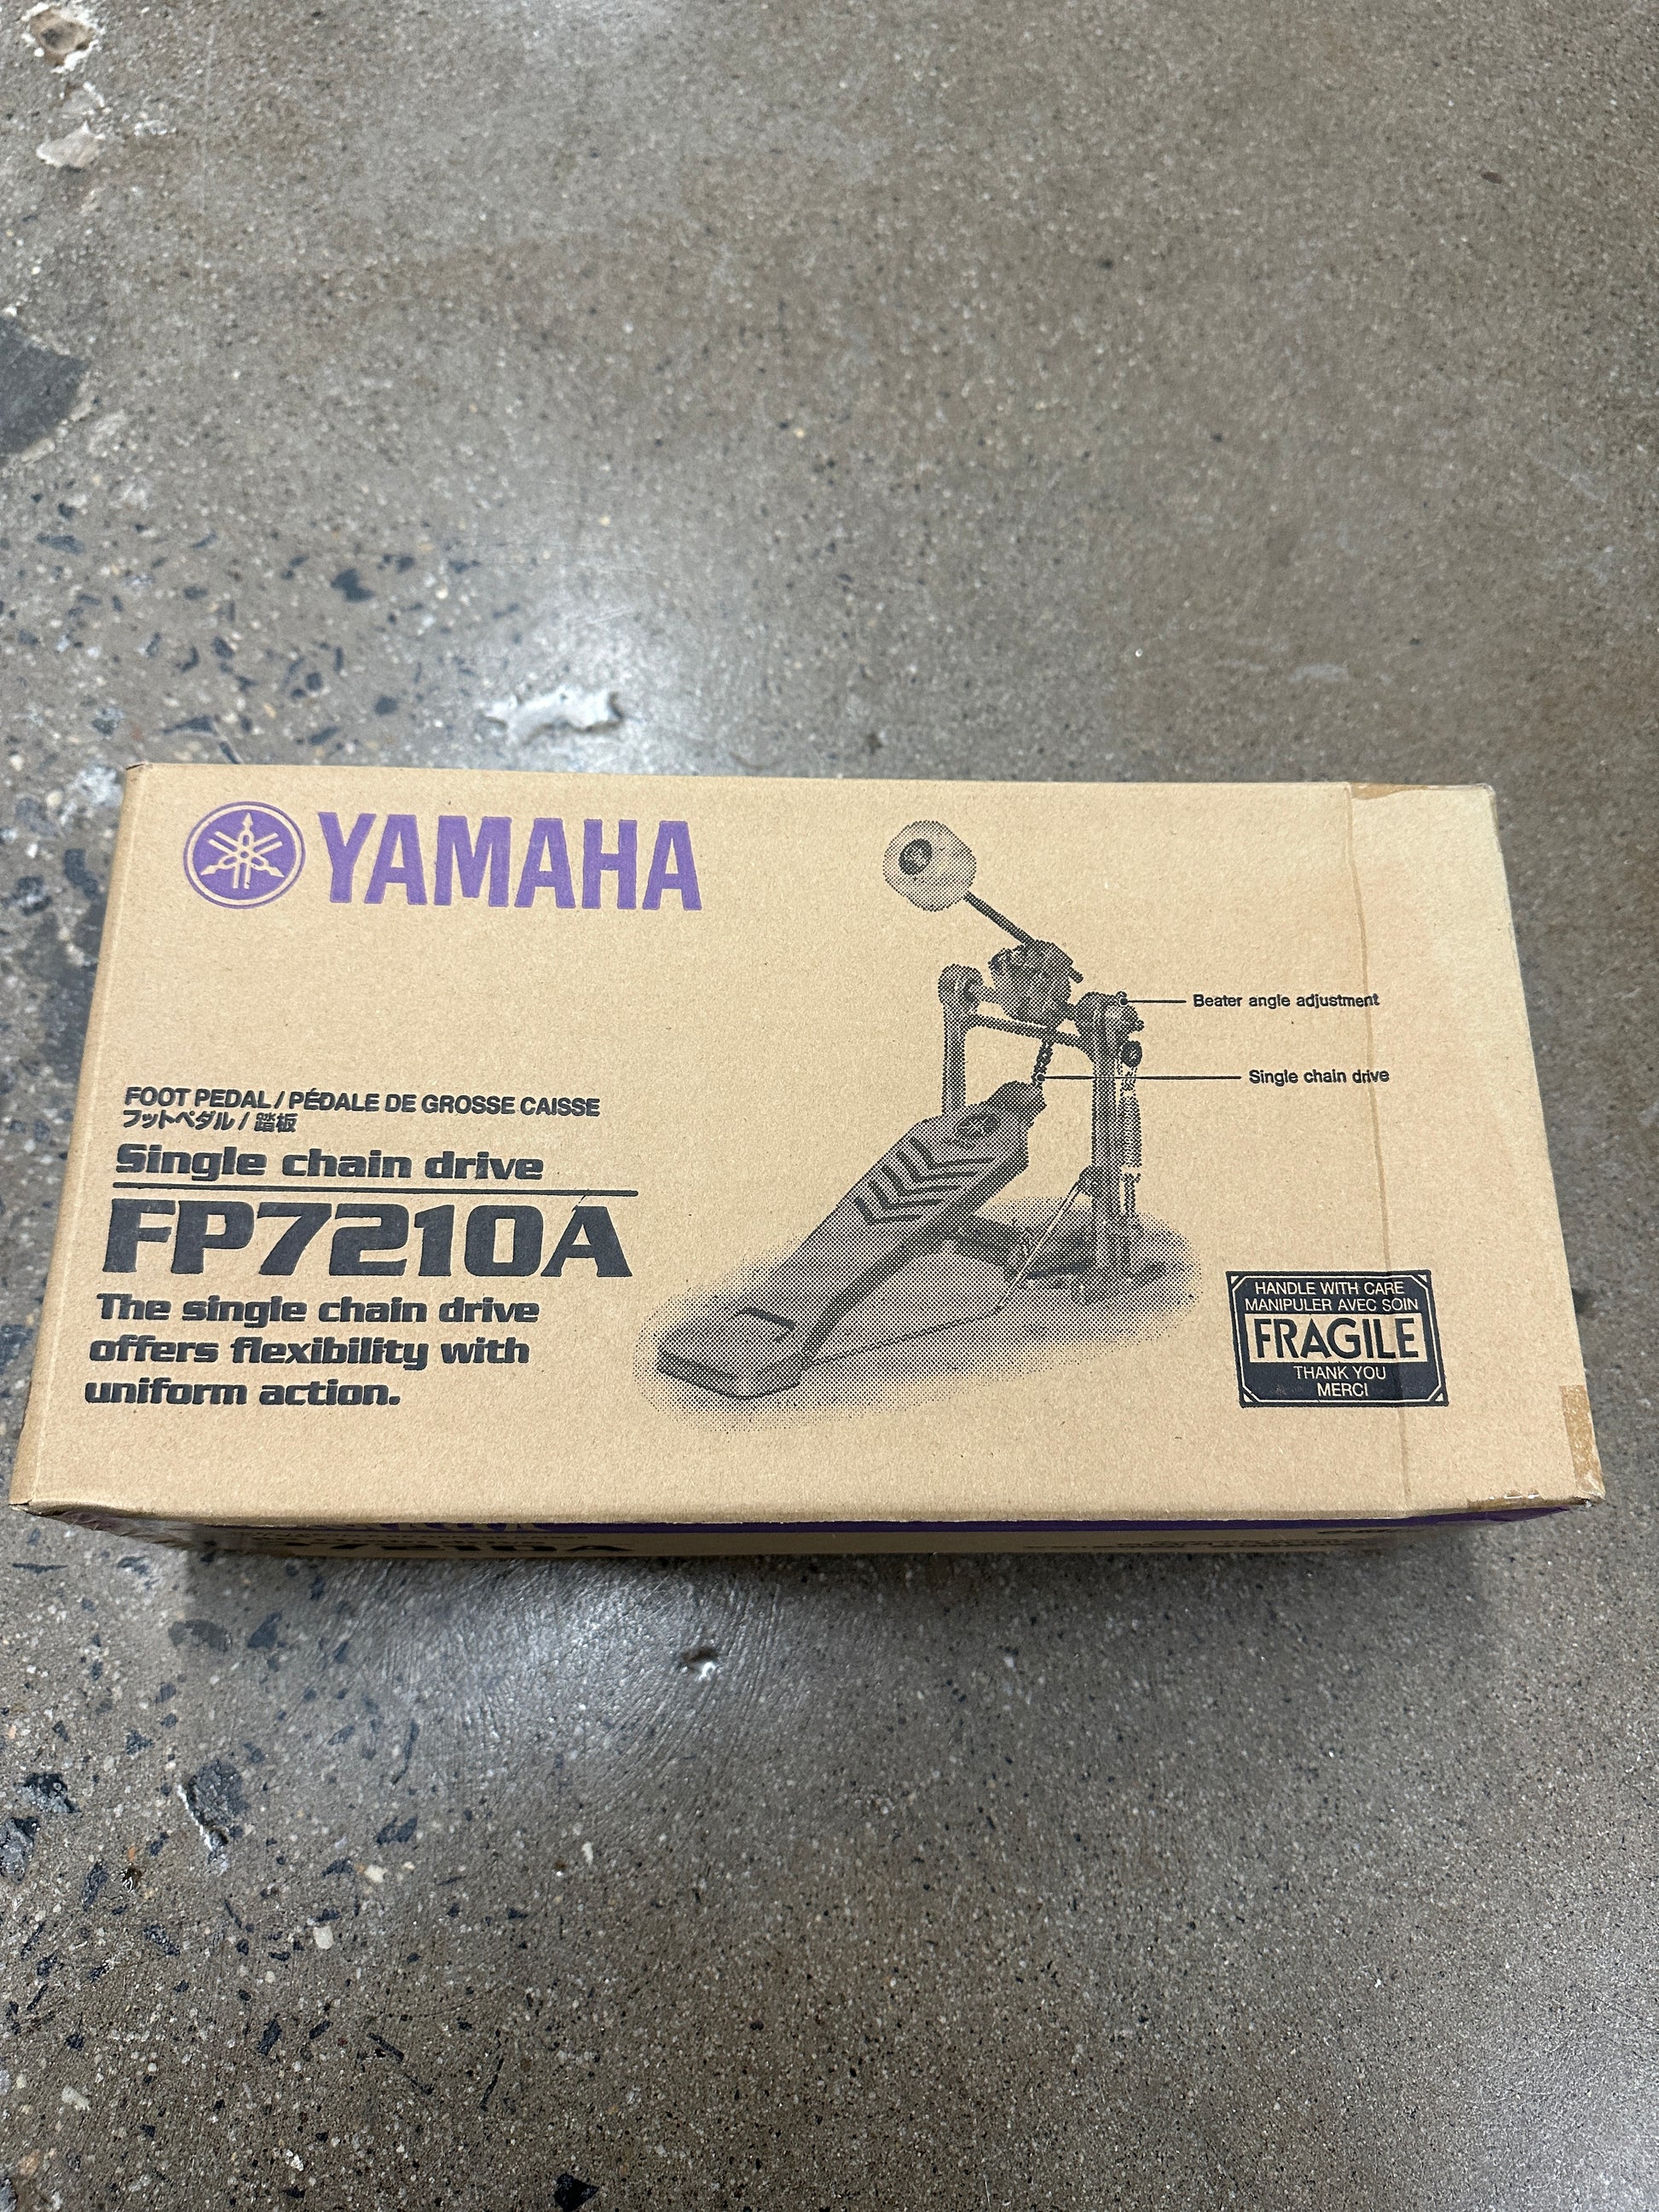 YAMAHA
FOOT PEDAL / PÉDALE DE GROSSE CAISSE
フットペダル / 踏板
Single chain drive
FP7210A
The single chain drive
offers flexibility with
uniform action.
Beater angle adjustment
Single chain drive
HANDLE WITH CARE
MANIPULER AVEC SOIN
FRAGILE
THANK YOU
MERCI